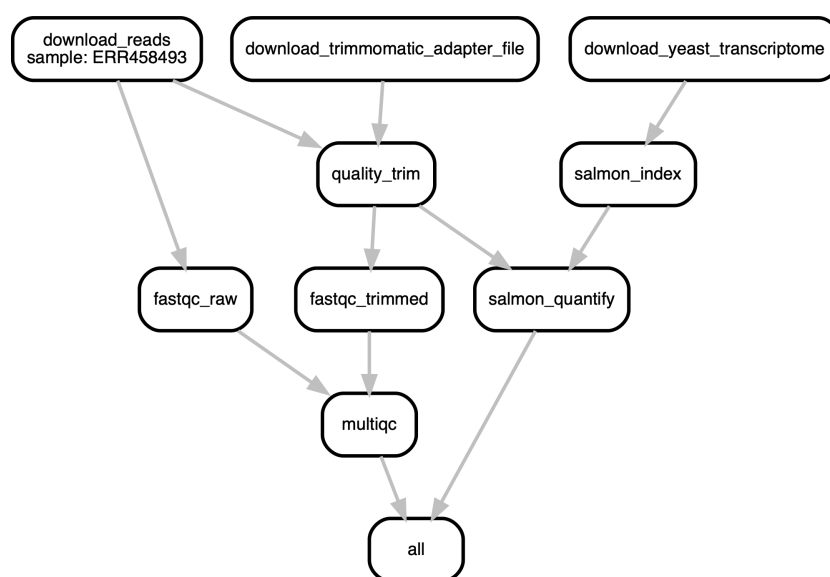 download_reads
sample: ERR458493
download_trimmomatic_adapter_file
download_yeast_transcriptome
quality_trim
salmon_index
fastqc_raw
fastqc_trimmed
salmon_quantify
multiqc
all